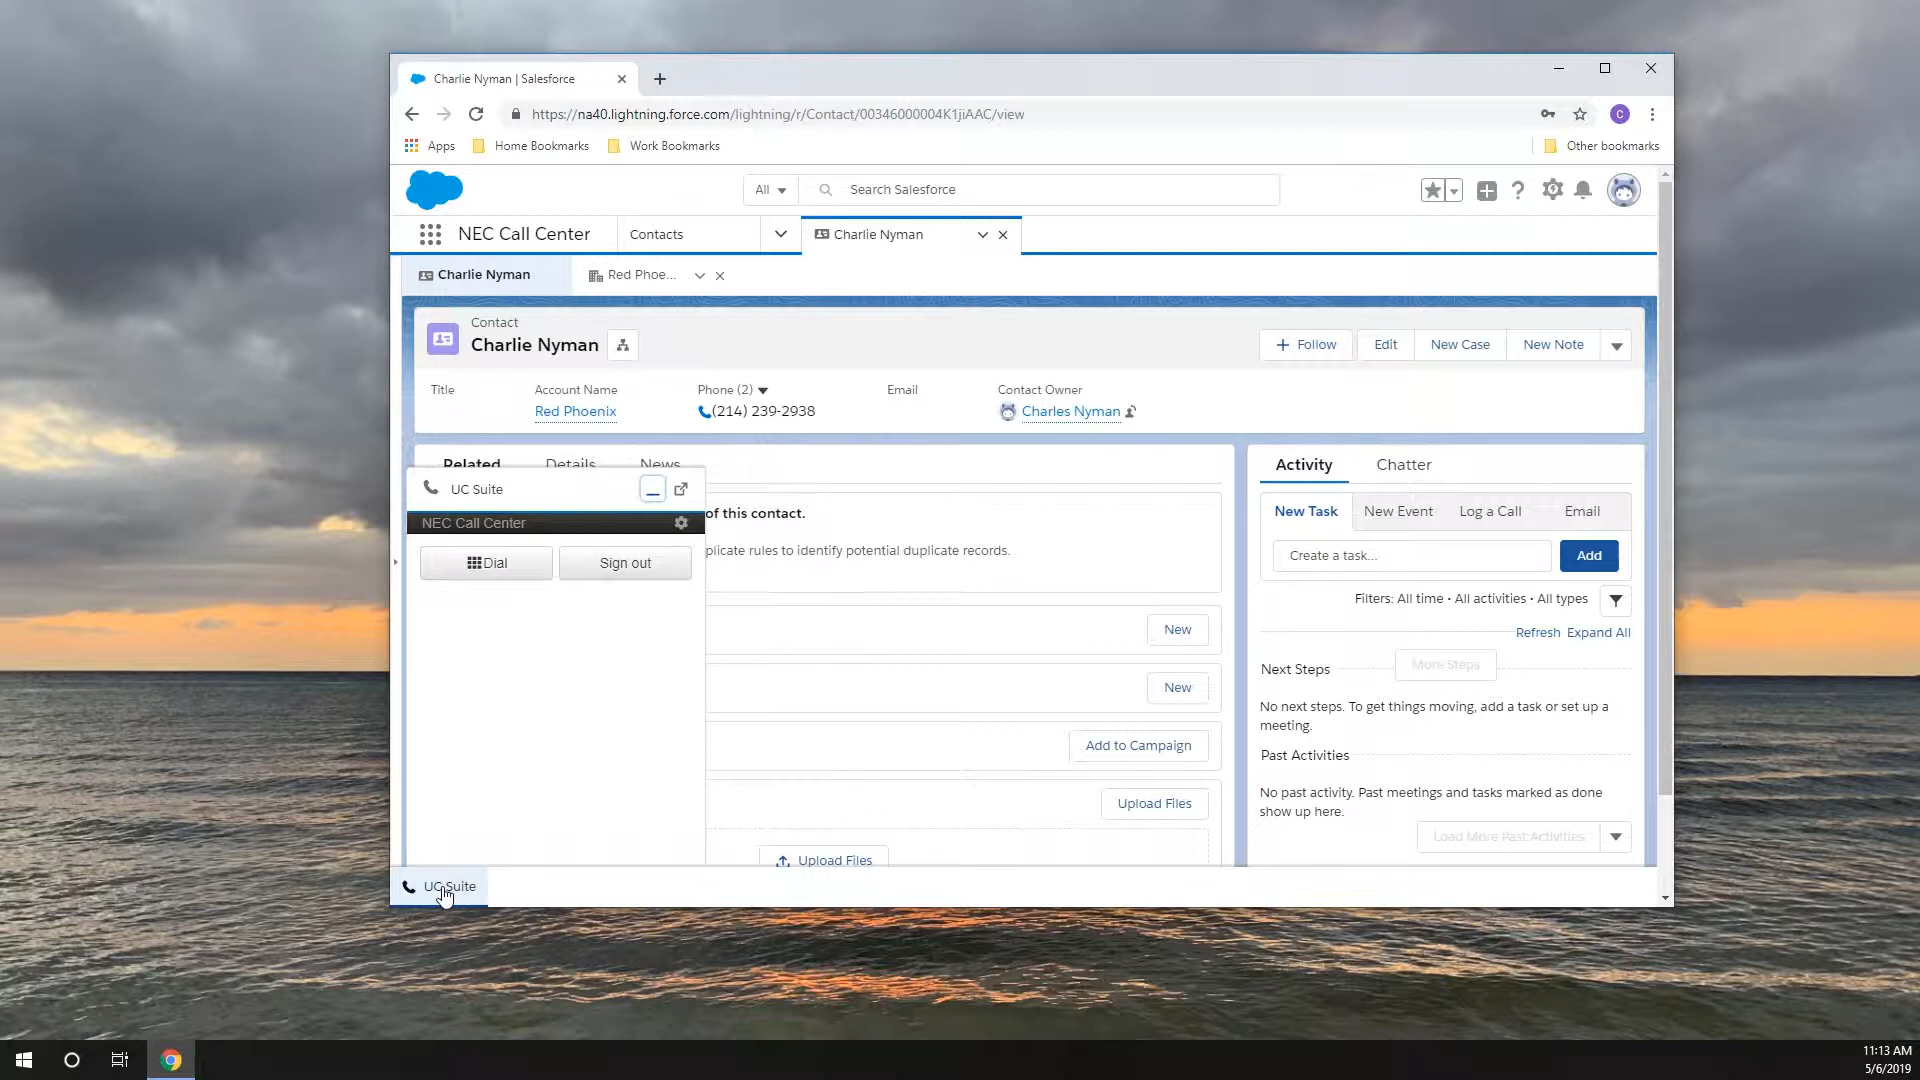 Charlie Nyman | Salesforce
https://na40.lightning.force.com/lightning/r/Contact/00346000004K1jiAAC/view
C
Apps
Home Bookmarks
Work Bookmarks
Other bookmarks
All
Search Salesforce
NEC Call Center
Contacts
Charlie Nyman
Charlie Nyman
Red Phoe...
Contact
Charlie Nyman
Follow
Edit
New Case
New Note
Title
Account Name
Phone (2)
Email
Contact Owner
Red Phoenix
(214) 239-2938
Charles Nyman
Related
Details
News
Activity
Chatter
UC Suite
NEC Call Center
Dial
Sign out
of this contact.
plicate rules to identify potential duplicate records.
New
New
Add to Campaign
Upload Files
Upload Files
New Task
New Event
Log a Call
Email
Create a task...
Add
Filters: All time • All activities • All types
Refresh
Expand All
Next Steps
More Steps
No next steps. To get things moving, add a task or set up a
meeting.
Past Activities
No past activity. Past meetings and tasks marked as done
show up here.
Load More Past Activities
UC Suite
11:13 AM
5/6/2019